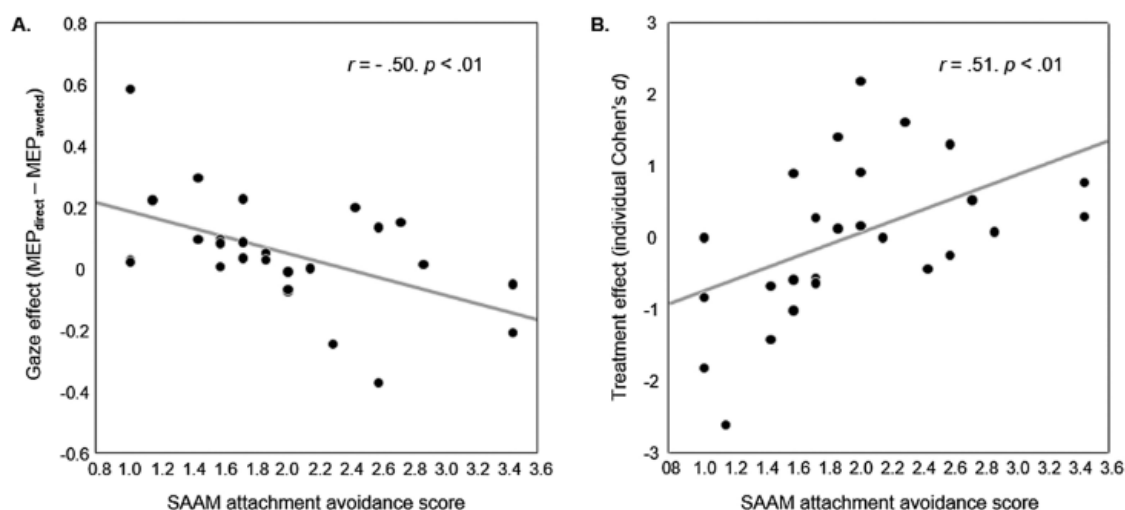 A.
r = - .50. p < .01
Gaze effect (MEPdirect – MEPaverted)
0.8
0.6
0.4
0.2
0
-0.2
-0.4
-0.6
0.8 1.0 1.2 1.4 1.6 1.8 2.0 2.2 2.4 2.6 2.8 3.0 3.2 3.4 3.6
SAAM attachment avoidance score
B.
r = .51. p < .01
Treatment effect (individual Cohen's d)
3
2
1
0
-1
-2
-3
08 1.0 1.2 1.4 1.6 1.8 2.0 2.2 2.4 2.6 2.8 3.0 3.2 3.4 3.6
SAAM attachment avoidance score